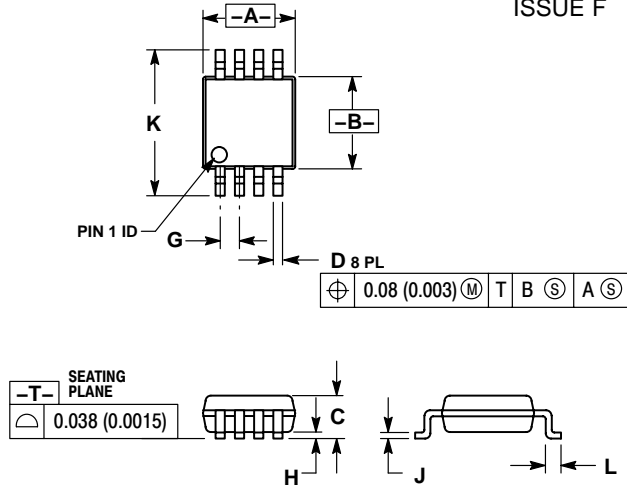 ISSUE F
–A–
K
–B–
PIN 1 ID
G
D 8 PL
⌖ 0.08 (0.003) Ⓜ T B Ⓢ A Ⓢ
–T– SEATING PLANE
⌓ 0.038 (0.0015)
C
H
J
L